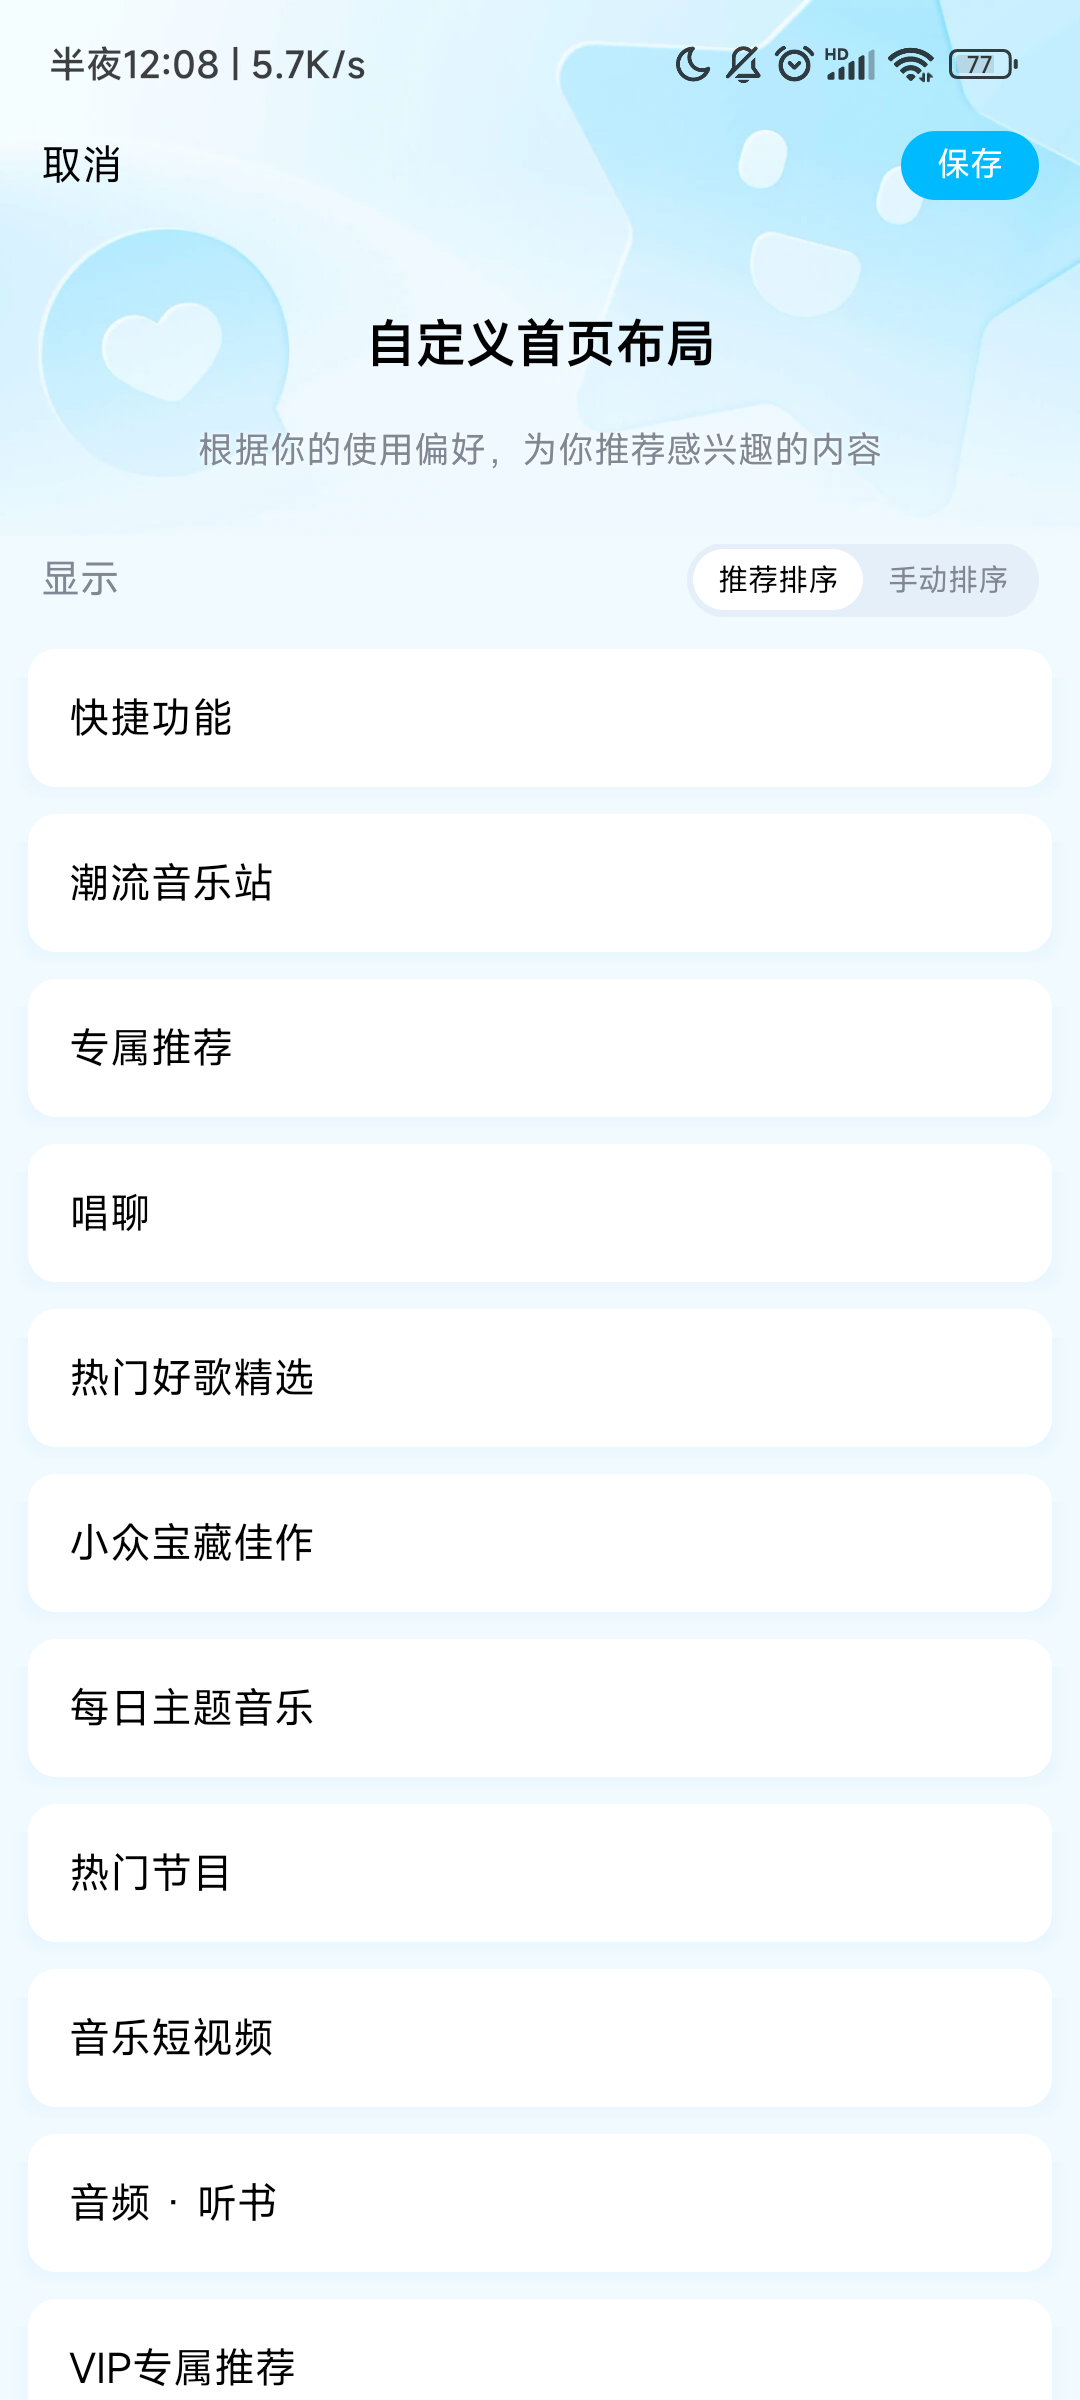 半夜12:08 | 5.7K/s
HD
77
取消
保存
自定义首页布局
根据你的使用偏好，为你推荐感兴趣的内容
显示
推荐排序
手动排序
快捷功能
潮流音乐站
专属推荐
唱聊
热门好歌精选
小众宝藏佳作
每日主题音乐
热门节目
音乐短视频
音频 · 听书
VIP专属推荐